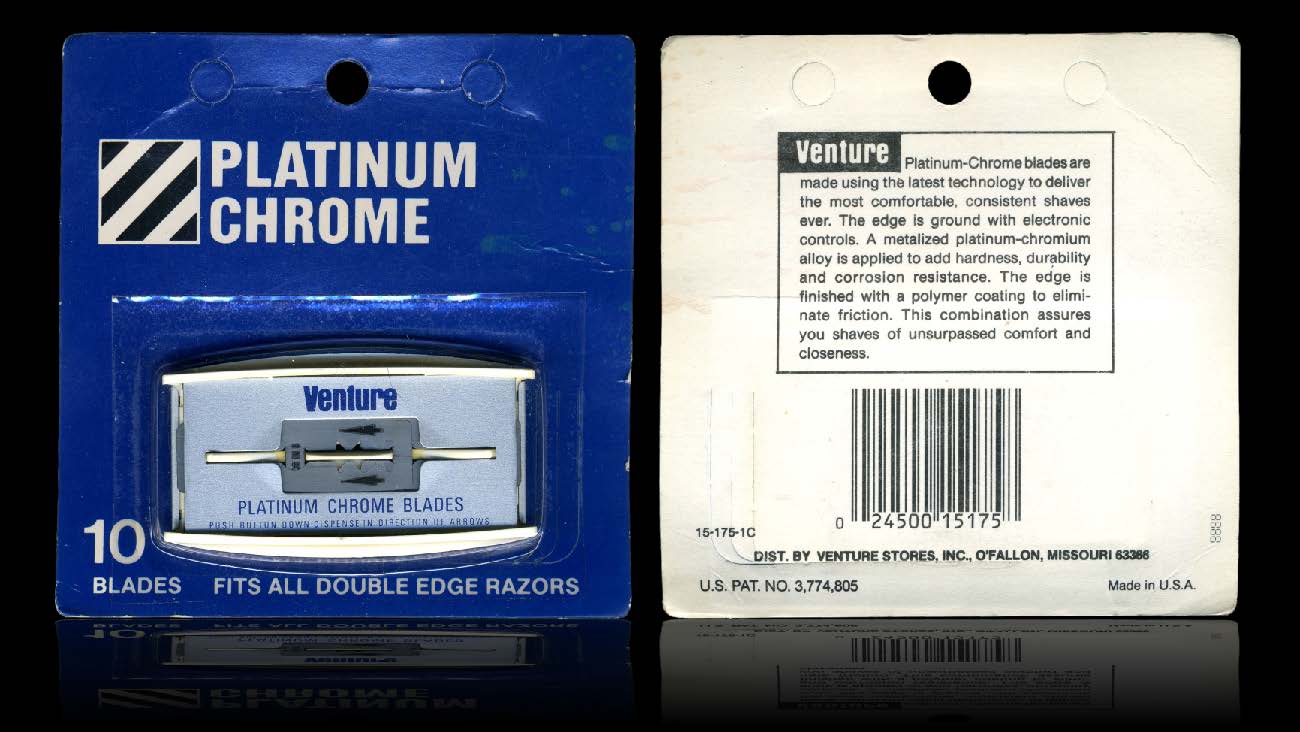 PLATINUM
CHROME
Venture
PLATINUM CHROME BLADES
PUSH BUTTON DOWN DISPENSE IN DIRECTION OF ARROWS
10
BLADES FITS ALL DOUBLE EDGE RAZORS
Venture Platinum-Chrome blades are
made using the latest technology to deliver
the most comfortable, consistent shaves
ever. The edge is ground with electronic
controls. A metalized platinum-chromium
alloy is applied to add hardness, durability
and corrosion resistance. The edge is
finished with a polymer coating to elimi-
nate friction. This combination assures
you shaves of unsurpassed comfort and
closeness.
0 24500 15175
15-175-1C
8888
DIST. BY VENTURE STORES, INC., O'FALLON, MISSOURI 63366
U.S. PAT. NO. 3,774,805
Made in U.S.A.